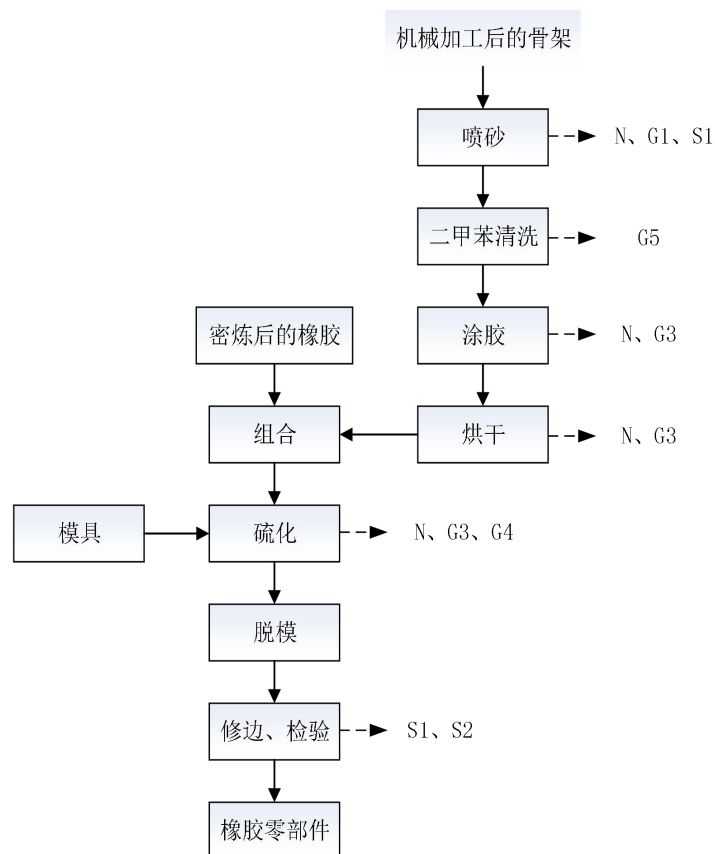 机械加工后的骨架
喷砂
N、G1、S1
二甲苯清洗
G5
密炼后的橡胶
涂胶
N、G3
组合
烘干
N、G3
模具
硫化
N、G3、G4
脱模
修边、检验
S1、S2
橡胶零部件